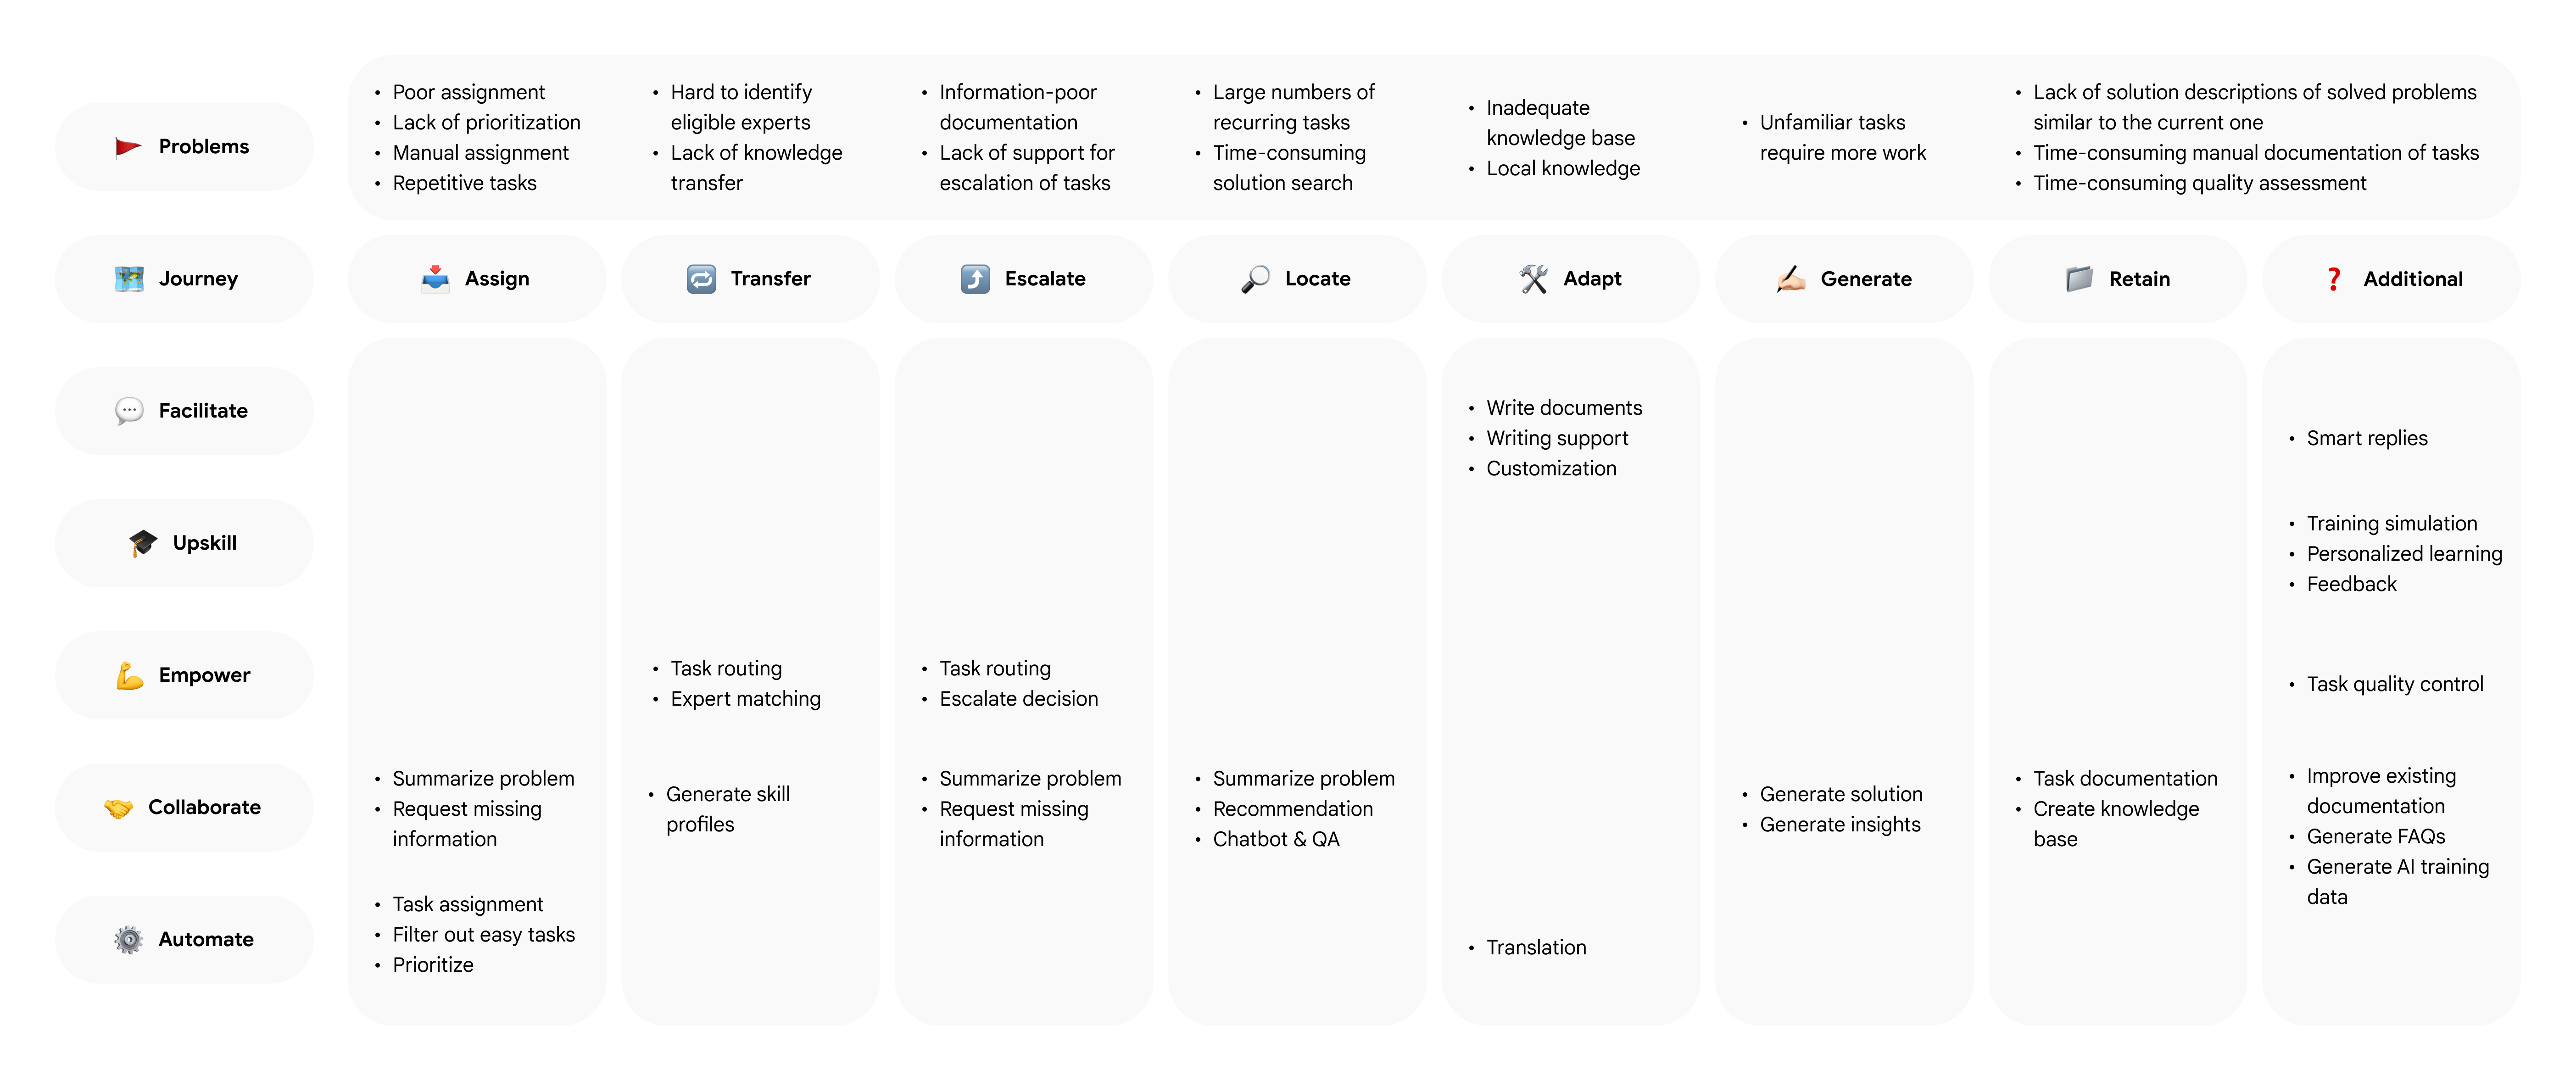 Problems
• Poor assignment
• Lack of prioritization
• Manual assignment
• Repetitive tasks
• Hard to identify
eligible experts
• Lack of knowledge
transfer
• Information-poor
documentation
• Lack of support for
escalation of tasks
• Large numbers of
recurring tasks
• Time-consuming
solution search
• Inadequate
knowledge base
• Local knowledge
• Unfamiliar tasks
require more work
• Lack of solution descriptions of solved problems
similar to the current one
• Time-consuming manual documentation of tasks
• Time-consuming quality assessment
Journey
Assign
Transfer
Escalate
Locate
Adapt
Generate
Retain
Additional
Facilitate
• Write documents
• Writing support
• Customization
• Smart replies
Upskill
• Training simulation
• Personalized learning
• Feedback
Empower
• Task routing
• Expert matching
• Task routing
• Escalate decision
• Task quality control
Collaborate
• Summarize problem
• Request missing
information
• Generate skill
profiles
• Summarize problem
• Request missing
information
• Summarize problem
• Recommendation
• Chatbot & QA
• Generate solution
• Generate insights
• Task documentation
• Create knowledge
base
• Improve existing
documentation
• Generate FAQs
• Generate AI training
data
Automate
• Task assignment
• Filter out easy tasks
• Prioritize
• Translation